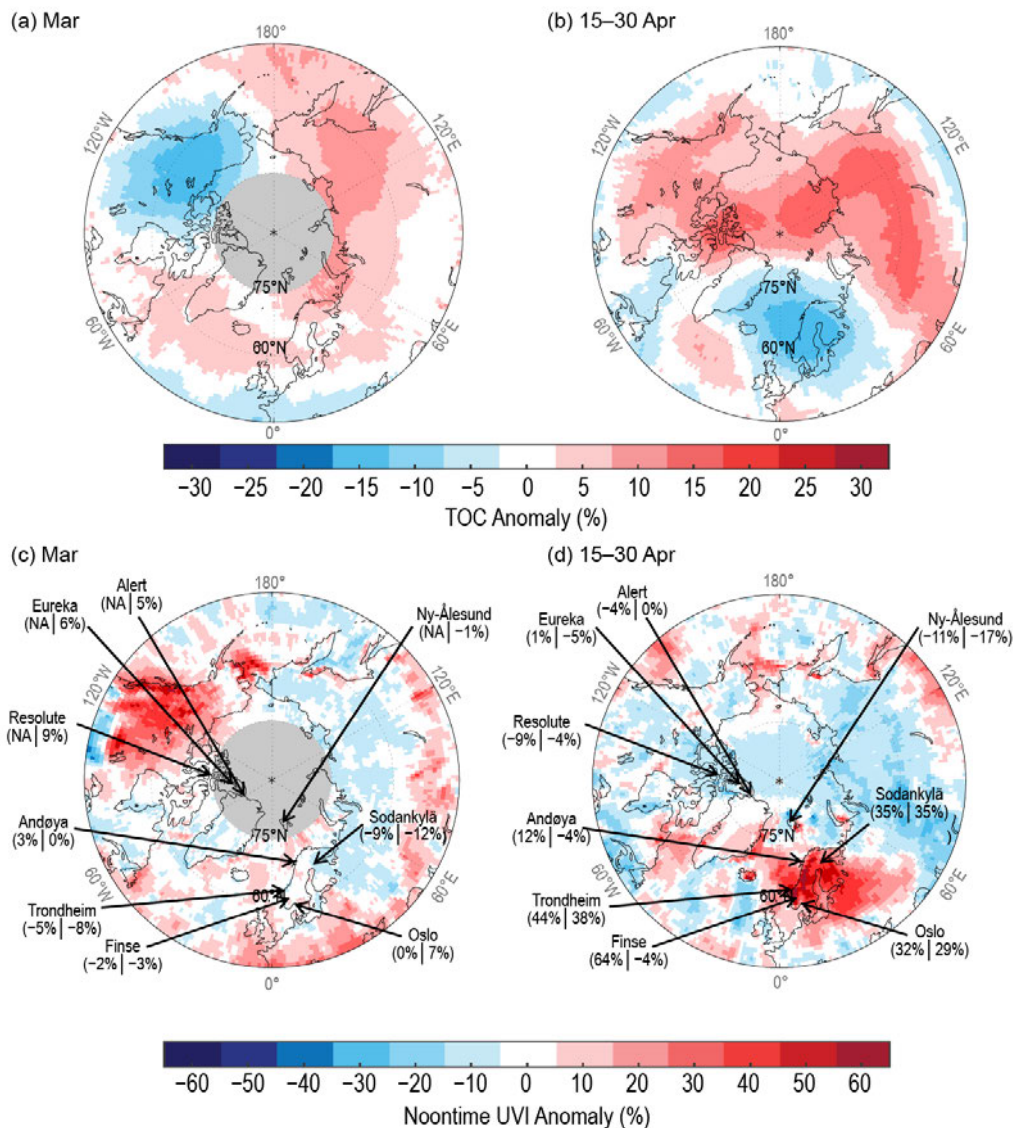 (a) Mar
180°
120°W
120°E
75°N
60°N
60°W
60°E
0°
(b) 15–30 Apr
180°
120°W
120°E
75°N
60°N
60°W
60°E
0°
−30 −25 −20 −15 −10 −5 0 5 10 15 20 25 30
TOC Anomaly (%)
(c) Mar
180°
Alert
(NA | 5%)
Eureka
(NA | 6%)
Ny-Ålesund
(NA | −1%)
120°W
120°E
Resolute
(NA | 9%)
Andøya
(3% | 0%)
75°N
Sodankylä
(−9% | −12%)
60°W
60°E
Trondheim
(−5% | −8%)
Finse
(−2% | −3%)
Oslo
(0% | 7%)
0°
(d) 15–30 Apr
180°
Alert
(−4% | 0%)
Eureka
(1% | −5%)
Ny-Ålesund
(−11% | −17%)
120°W
120°E
Resolute
(−9% | −4%)
Andøya
(12% | −4%)
75°N
Sodankylä
(35% | 35%)
60°W
60°E
Trondheim
(44% | 38%)
Finse
(64% | −4%)
Oslo
(32% | 29%)
0°
−60 −50 −40 −30 −20 −10 0 10 20 30 40 50 60
Noontime UVI Anomaly (%)